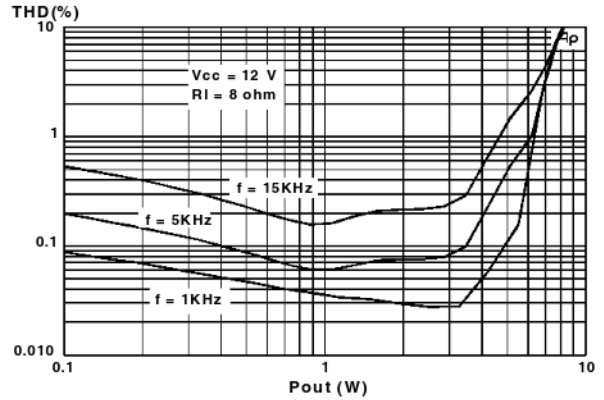 THD(%)
10
Vcc = 12 V
Rl = 8 ohm
1
f = 15KHz
f = 5KHz
0.1
f = 1KHz
0.010
0.1
1
10
Pout (W)